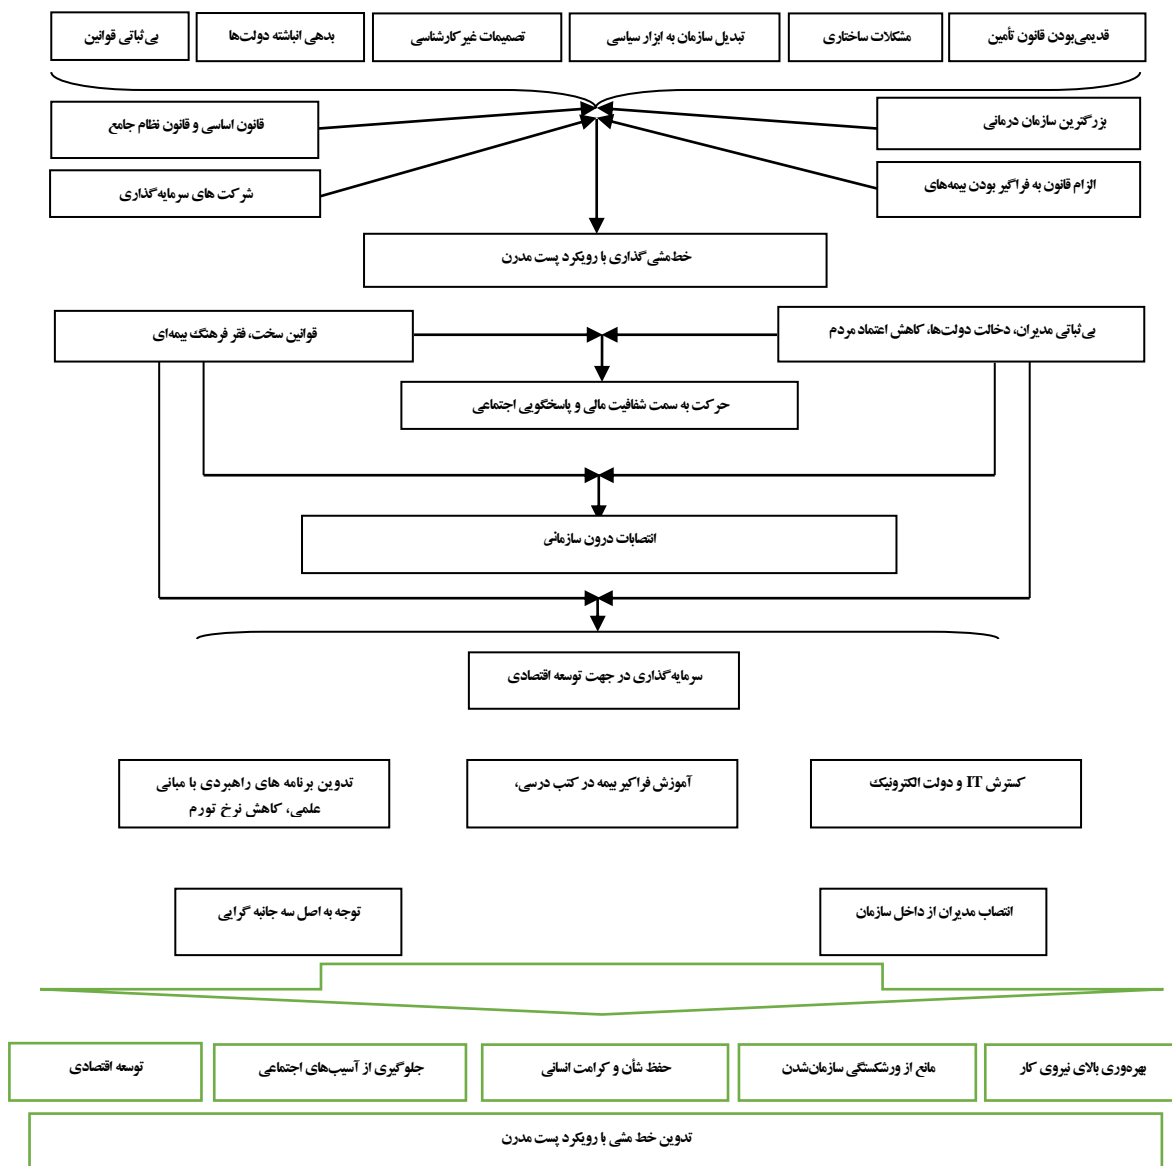 قدیمی‌بودن قانون تأمین
مشکلات ساختاری
تبدیل سازمان به ابزار سیاسی
تصمیمات غیرکارشناسی
بدهی انباشته دولت‌ها
بی ثباتی قوانین
بزرگترین سازمان درمانی
قانون اساسی و قانون نظام جامع
الزام قانون به فراگیر بودن بیمه‌های
شرکت های سرمایه‌گذاری
خط‌مشی‌گذاری با رویکرد پست مدرن
بی ثباتی مدیران، دخالت دولت‌ها، کاهش اعتماد مردم
قوانین سخت، فقر فرهنگ بیمه‌ای
حرکت به سمت شفافیت مالی و پاسخگویی اجتماعی
انتصابات درون سازمانی
سرمایه‌گذاری در جهت توسعه اقتصادی
کسترش IT و دولت الکترونیک
آموزش فراکیر بیمه در کتب درسی،
تدوین برنامه های راهبردی با مبانی
علمی، کاهش نرخ تورم
انتصاب مدیران از داخل سازمان
توجه به اصل سه جانبه گرایی
بهره‌وری بالای نیروی کار
مانع از ورشکستگی سازمان‌شدن
حفظ شأن و کرامت انسانی
جلوگیری از آسیب‌های اجتماعی
توسعه اقتصادی
تدوین خط مشی با رویکرد پست مدرن